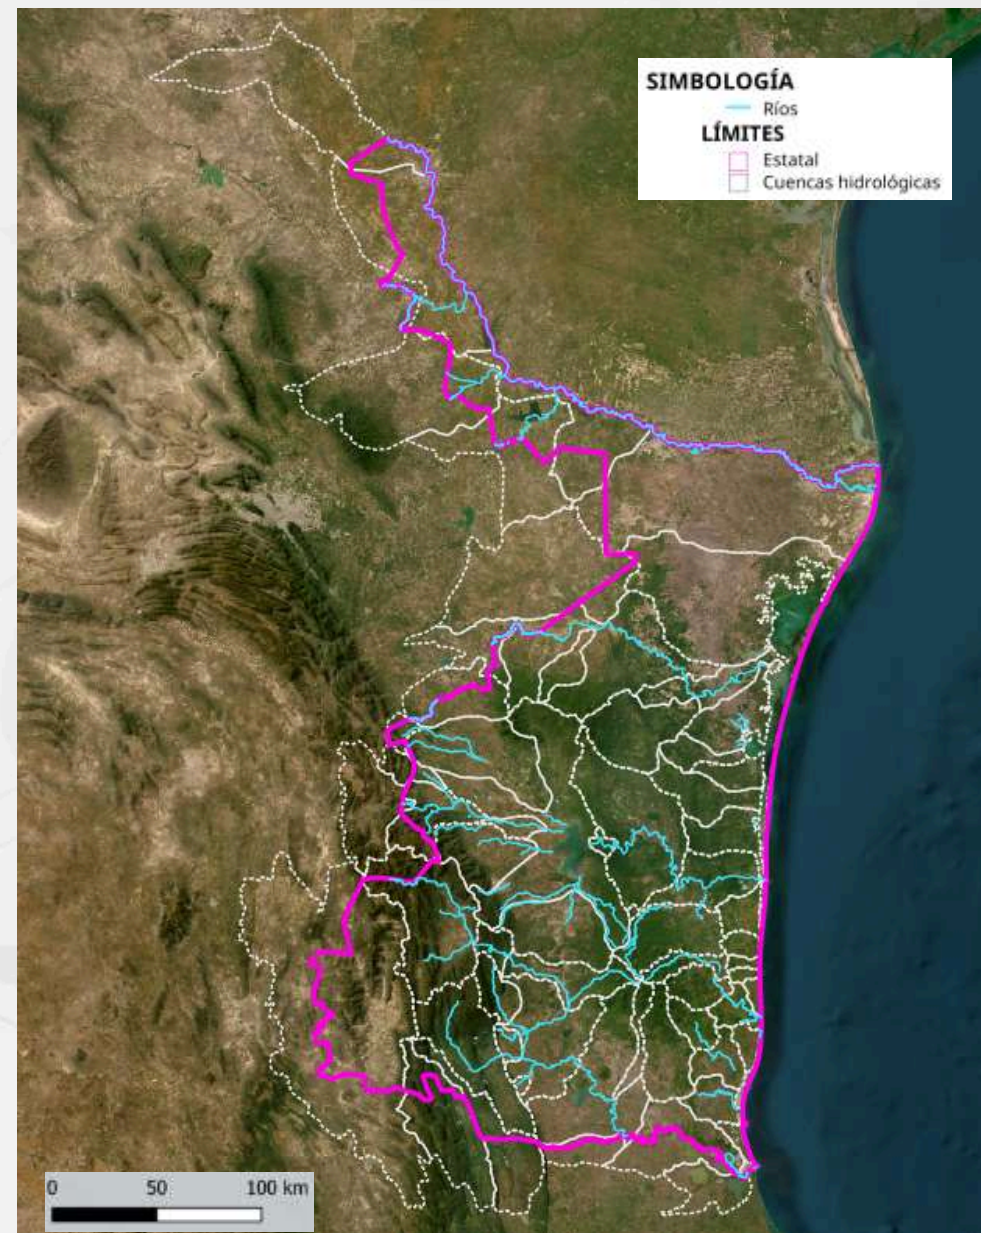 SIMBOLOGÍA
Ríos
LÍMITES
Estatal
Cuencas hidrológicas
0 50 100 km